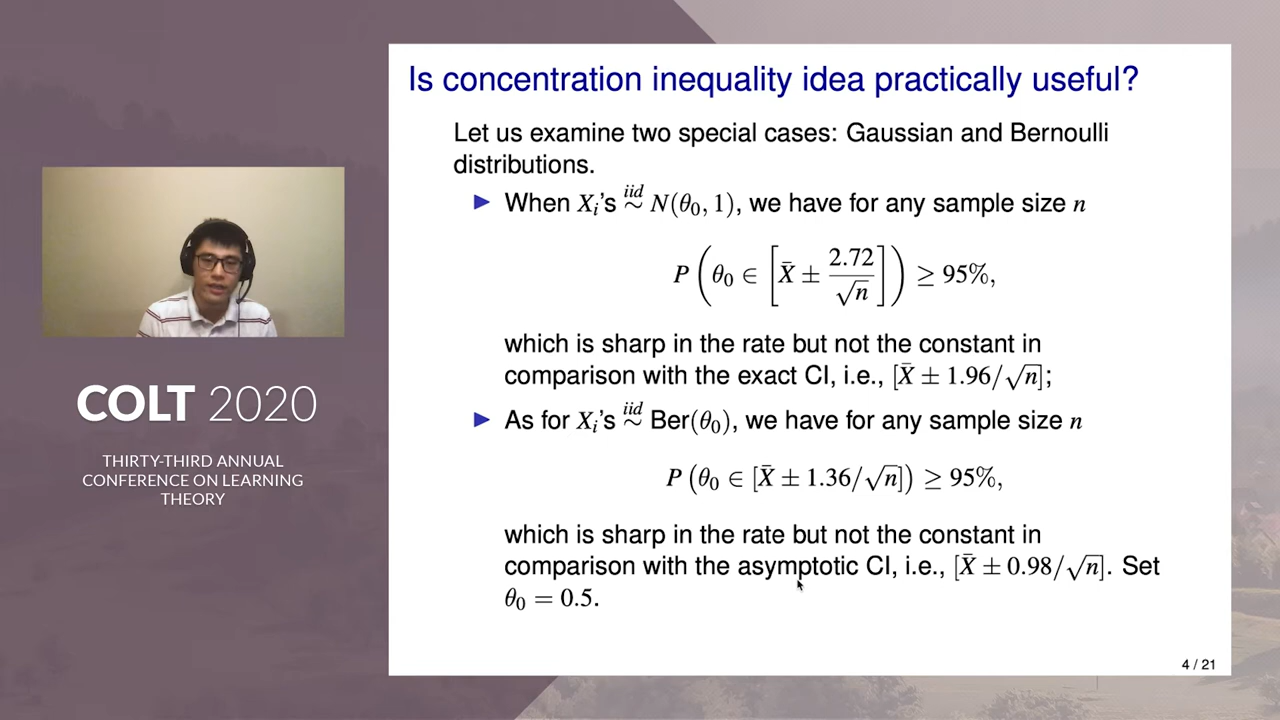 COLT 2020
THIRTY-THIRD ANNUAL
CONFERENCE ON LEARNING
THEORY
Is concentration inequality idea practically useful?
Let us examine two special cases: Gaussian and Bernoulli
distributions.
▶ When Xᵢ's iid∼ N(θ₀, 1), we have for any sample size n
P(θ₀ ∈ [X̄ ± 2.72/√n]) ≥ 95%,
which is sharp in the rate but not the constant in
comparison with the exact CI, i.e., [X̄ ± 1.96/√n];
▶ As for Xᵢ's iid∼ Ber(θ₀), we have for any sample size n
P(θ₀ ∈ [X̄ ± 1.36/√n]) ≥ 95%,
which is sharp in the rate but not the constant in
comparison with the asymptotic CI, i.e., [X̄ ± 0.98/√n]. Set
θ₀ = 0.5.
4 / 21